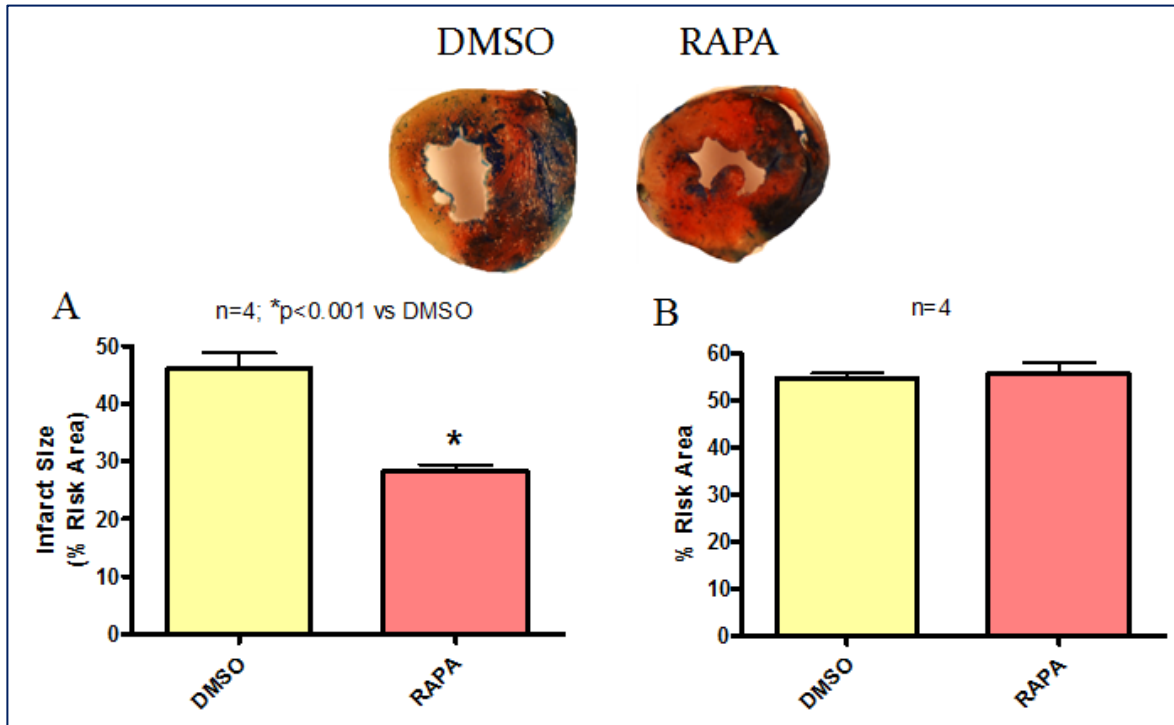 DMSO RAPA
A n=4; *p<0.001 vs DMSO
Infarct Size
(% Risk Area)
50
40
30
20
10
0
*
DMSO RAPA
B n=4
% Risk Area
60
50
40
30
20
10
0
DMSO RAPA